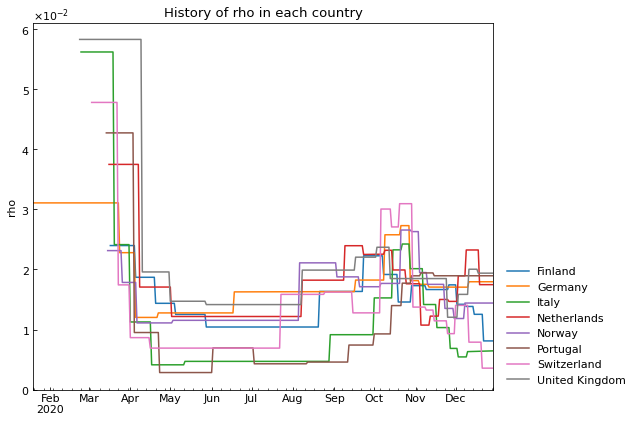 History of rho in each country
×10⁻²
6
5
4
3
2
1
0
rho
Feb Mar Apr May Jun Jul Aug Sep Oct Nov Dec
2020
Finland
Germany
Italy
Netherlands
Norway
Portugal
Switzerland
United Kingdom